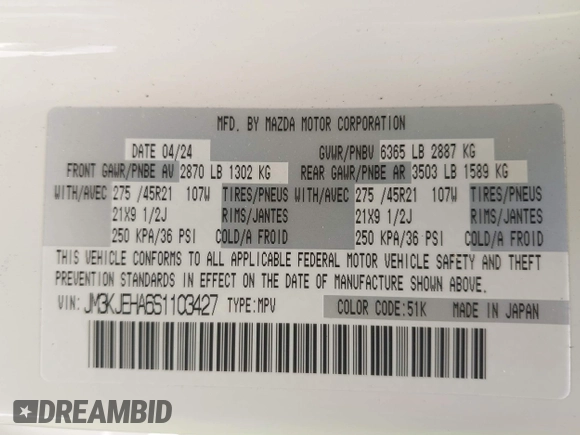 MFD. BY MAZDA MOTOR CORPORATION
DATE 04/24 GVWR/PNBV 6365 LB 2887 KG
FRONT GAWR/PNBE AV 2870 LB 1302 KG REAR GAWR/PNBE AR 3503 LB 1589 KG
WITH/AVEC 275 /45R21 107W TIRES/PNEUS WITH/AVEC 275 /45R21 107W TIRES/PNEUS
21X9 1/2J RIMS/JANTES 21X9 1/2J RIMS/JANTES
250 KPA/36 PSI COLD/A FROID 250 KPA/36 PSI COLD/A FROID
THIS VEHICLE CONFORMS TO ALL APPLICABLE FEDERAL MOTOR VEHICLE SAFETY AND THEFT
PREVENTION STANDARDS IN EFFECT ON THE DATE OF MANUFACTURE SHOWN ABOVE.
VIN: JM3KJEHA6S1103427 TYPE:MPV COLOR CODE:51K MADE IN JAPAN
DREAMBID